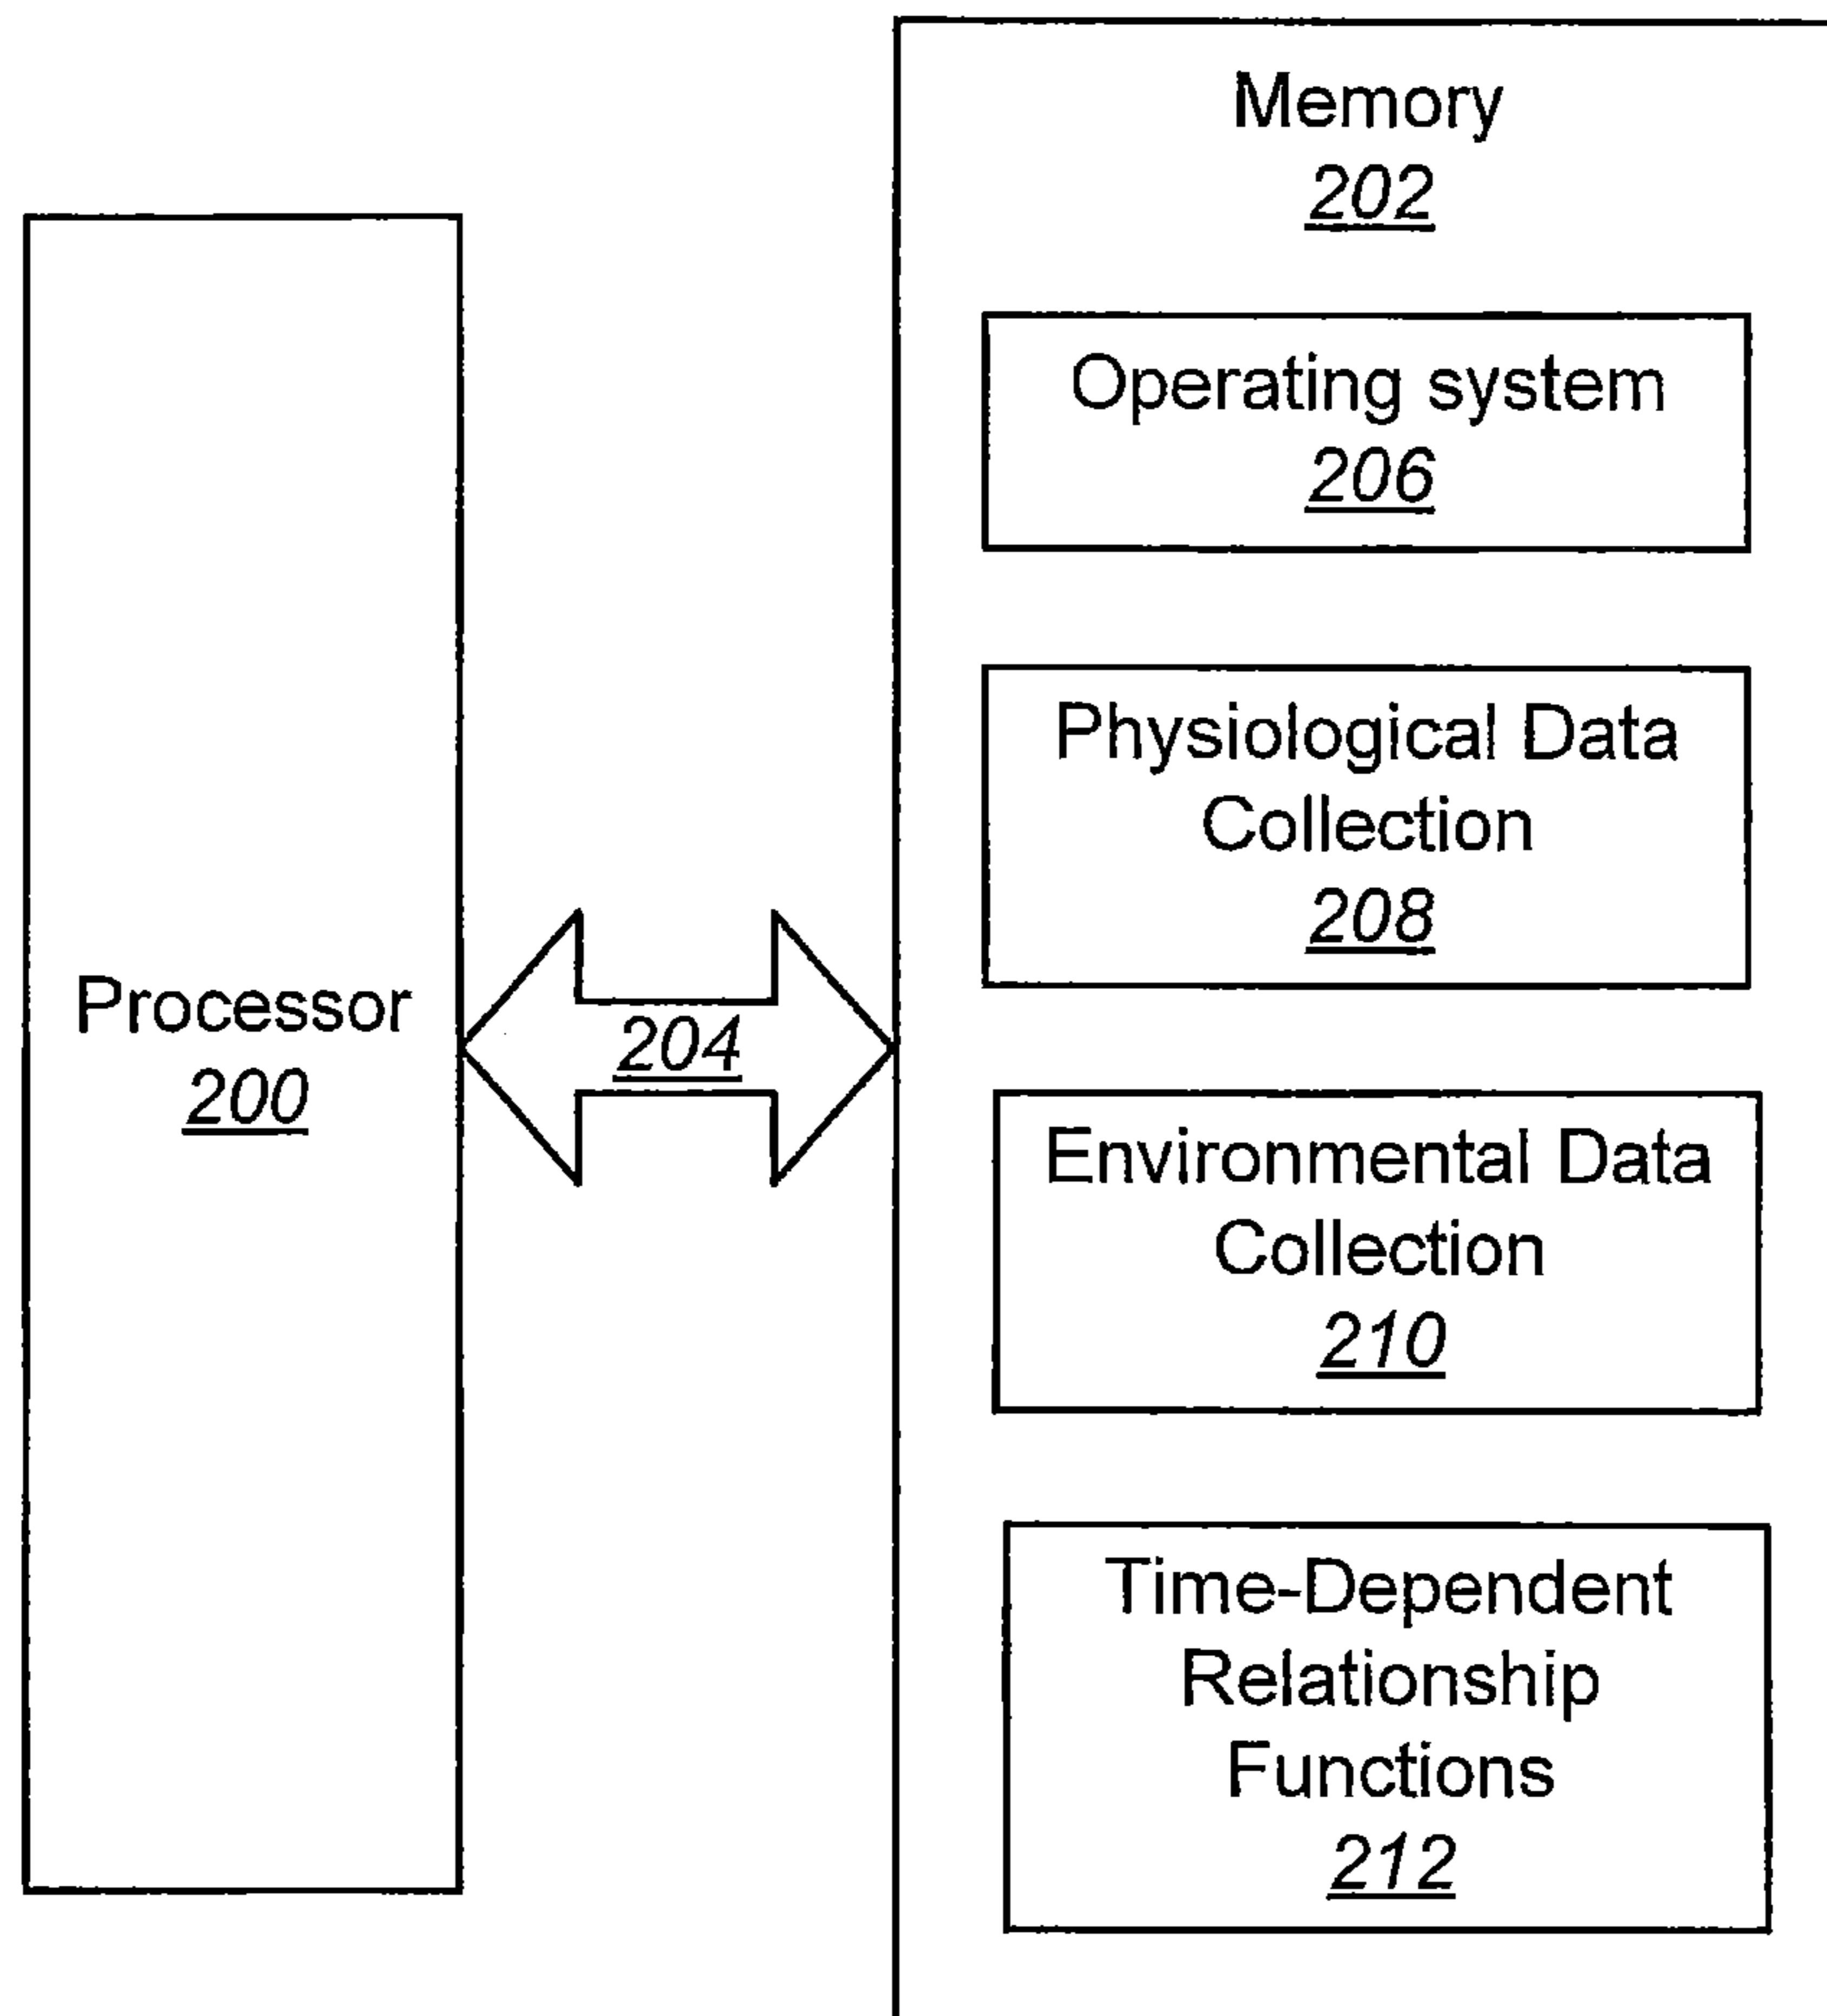 Memory
202
Operating system
206
Physiological Data
Collection
208
Processor
200
204
Environmental Data
Collection
210
Time-Dependent
Relationship
Functions
212